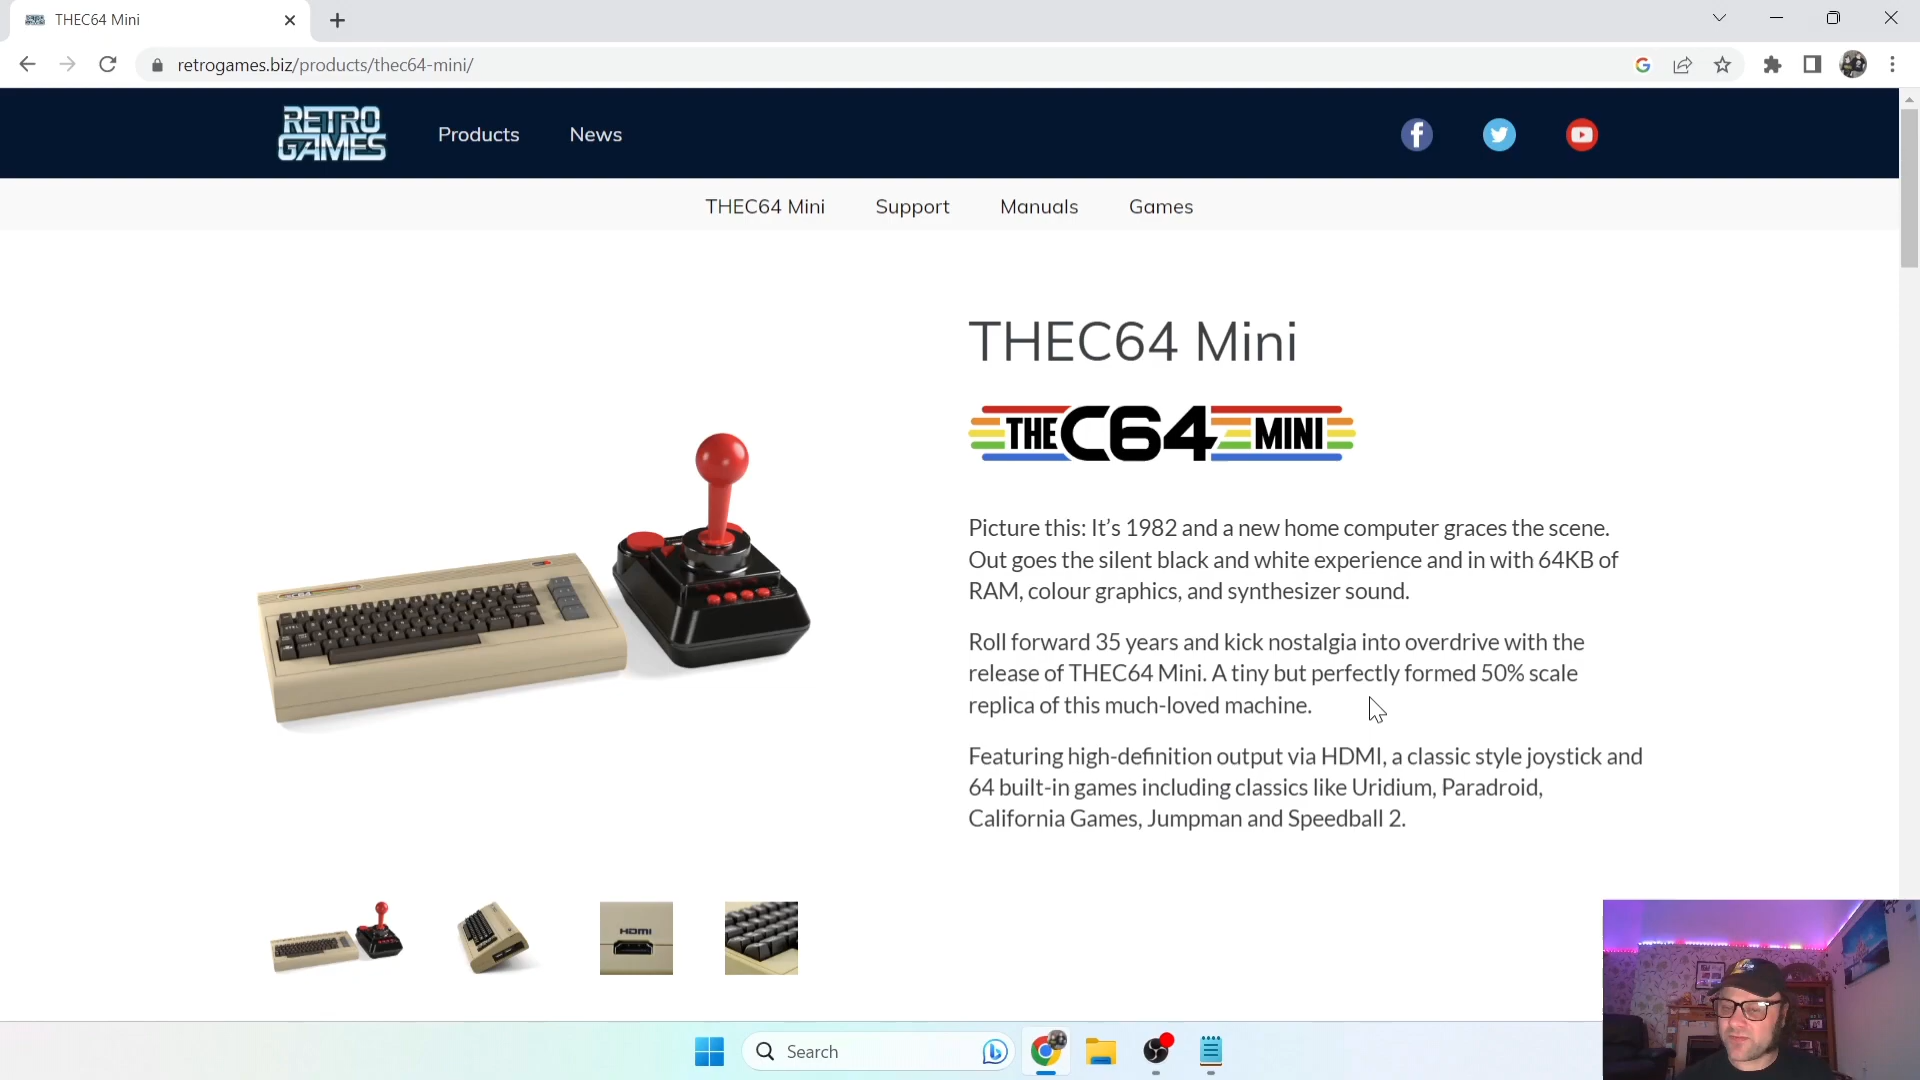 THEC64 Mini
retrogames.biz/products/thec64-mini/
RETRO
GAMES
Products
News
THEC64 Mini
Support
Manuals
Games
THEC64 Mini
THEC64 MINI
Picture this: It’s 1982 and a new home computer graces the scene.
Out goes the silent black and white experience and in with 64KB of
RAM, colour graphics, and synthesizer sound.
Roll forward 35 years and kick nostalgia into overdrive with the
release of THEC64 Mini. A tiny but perfectly formed 50% scale
replica of this much-loved machine.
Featuring high-definition output via HDMI, a classic style joystick and
64 built-in games including classics like Uridium, Paradroid,
California Games, Jumpman and Speedball 2.
HDMI
Search